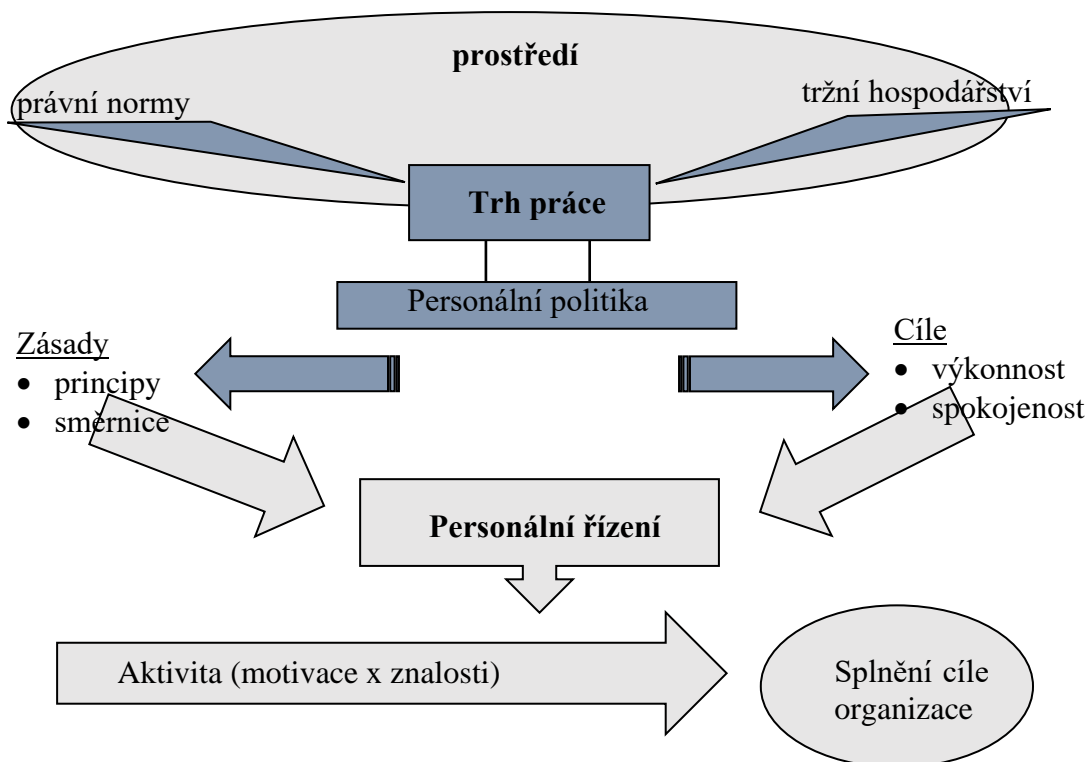 prostředí
právní normy
tržní hospodářství
Trh práce
Personální politika
Zásady
• principy
• směrnice
Cíle
• výkonnost
• spokojenost
Personální řízení
Aktivita (motivace x znalosti)
Splnění cíle
organizace